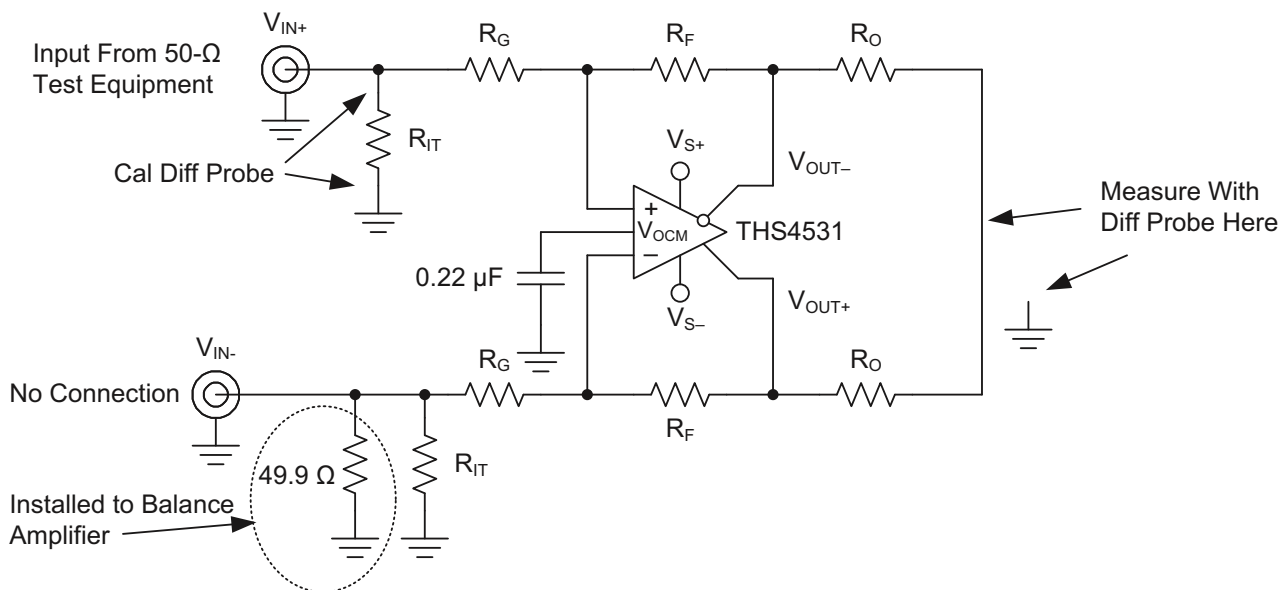 V_IN+
Input From 50-Ω
Test Equipment
R_G
R_F
R_O
R_IT
Cal Diff Probe
V_S+
V_OUT–
Measure With
Diff Probe Here
+
V_OCM
–
THS4531
0.22 µF
V_S–
V_OUT+
V_IN-
No Connection
R_G
R_F
R_O
49.9 Ω
R_IT
Installed to Balance
Amplifier